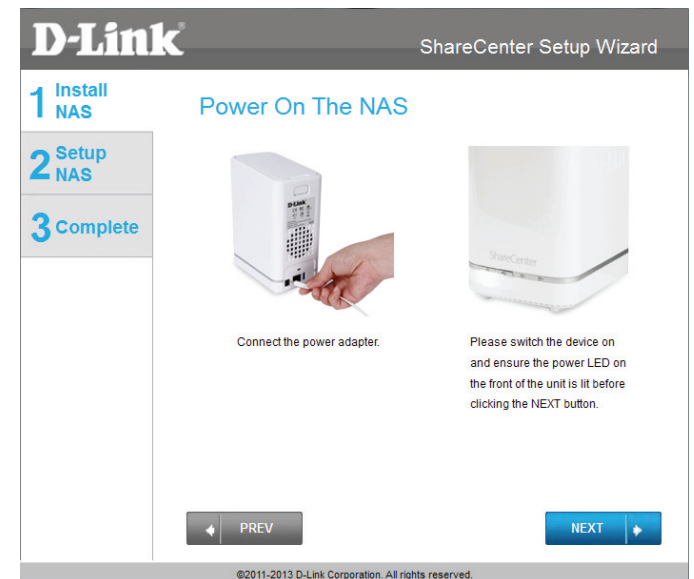 D-Link
ShareCenter Setup Wizard
1 Install
NAS
2 Setup
NAS
3 Complete
Power On The NAS
D-Link
ShareCenter
Connect the power adapter.
Please switch the device on
and ensure the power LED on
the front of the unit is lit before
clicking the NEXT button.
PREV
NEXT
©2011-2013 D-Link Corporation. All rights reserved.